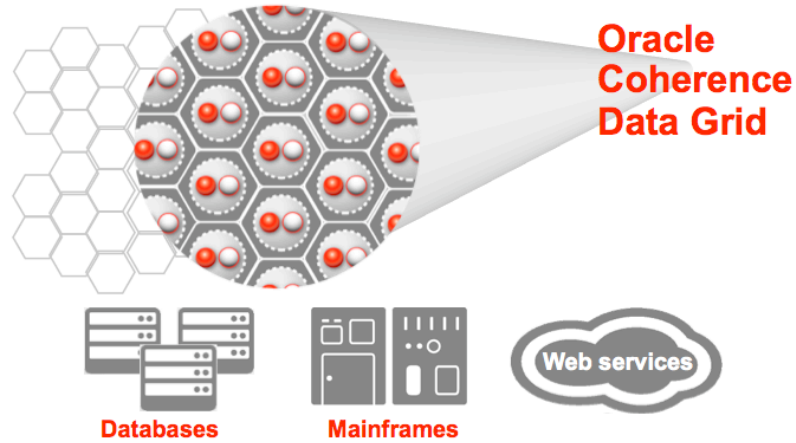 Oracle
Coherence
Data Grid
Web services
Databases
Mainframes